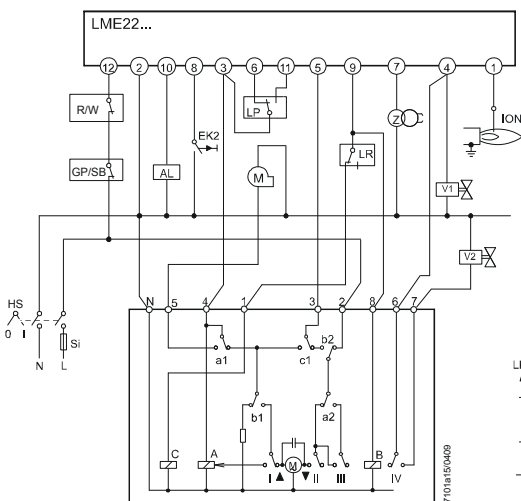 LME22...
12 2 10 8 3 6 11 5 9 7 4 1
R/W
LP
EK2
Z
ION
GP/SB
AL
M
LR
V1
V2
HS
0 I
Si
N L
N 5 4 1 3 2 8 6 7
a1 c1 b2
b1 a2
C A I M II III B IV
7101a15/0409